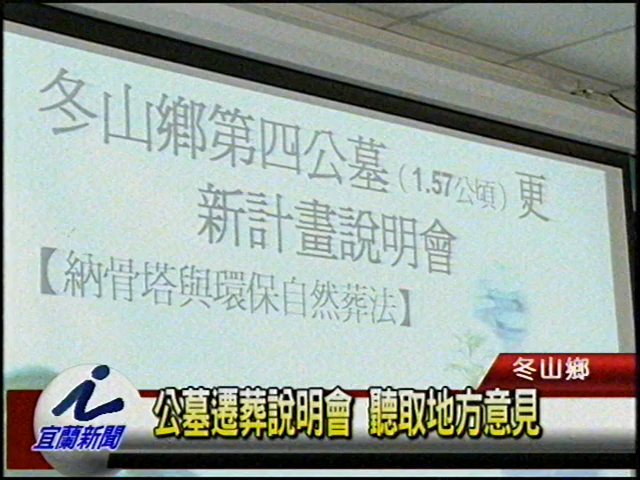 冬山鄉第四公墓（1.57公頃）更
新計畫說明會
【納骨塔與環保自然葬法】
冬山鄉
公墓遷葬說明會 聽取地方意見
i
宜蘭新聞